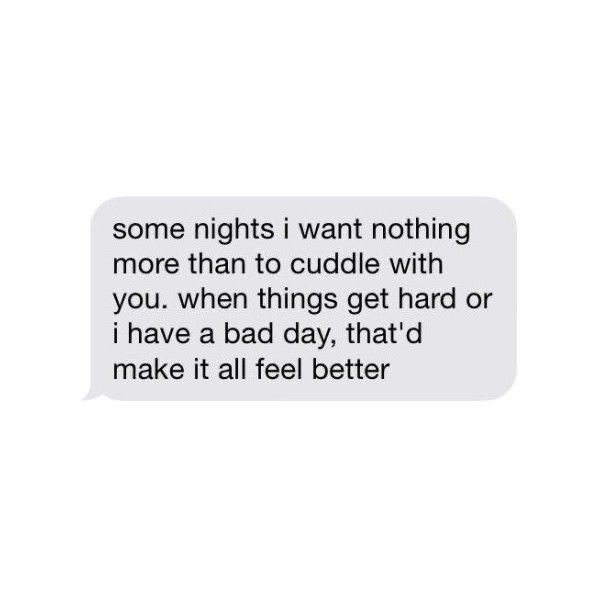 some nights i want nothing
more than to cuddle with
you. when things get hard or
i have a bad day, that'd
make it all feel better